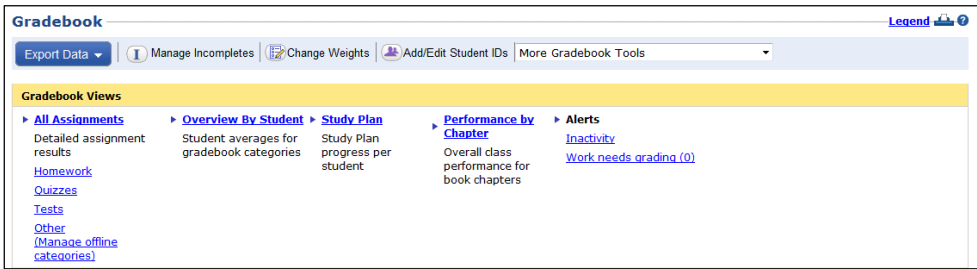 Gradebook
Legend
Export Data
I Manage Incompletes
Change Weights
Add/Edit Student IDs
More Gradebook Tools
Gradebook Views
All Assignments
Detailed assignment
results
Homework
Quizzes
Tests
Other
(Manage offline
categories)
Overview By Student
Student averages for
gradebook categories
Study Plan
Study Plan
progress per
student
Performance by
Chapter
Overall class
performance for
book chapters
Alerts
Inactivity
Work needs grading (0)